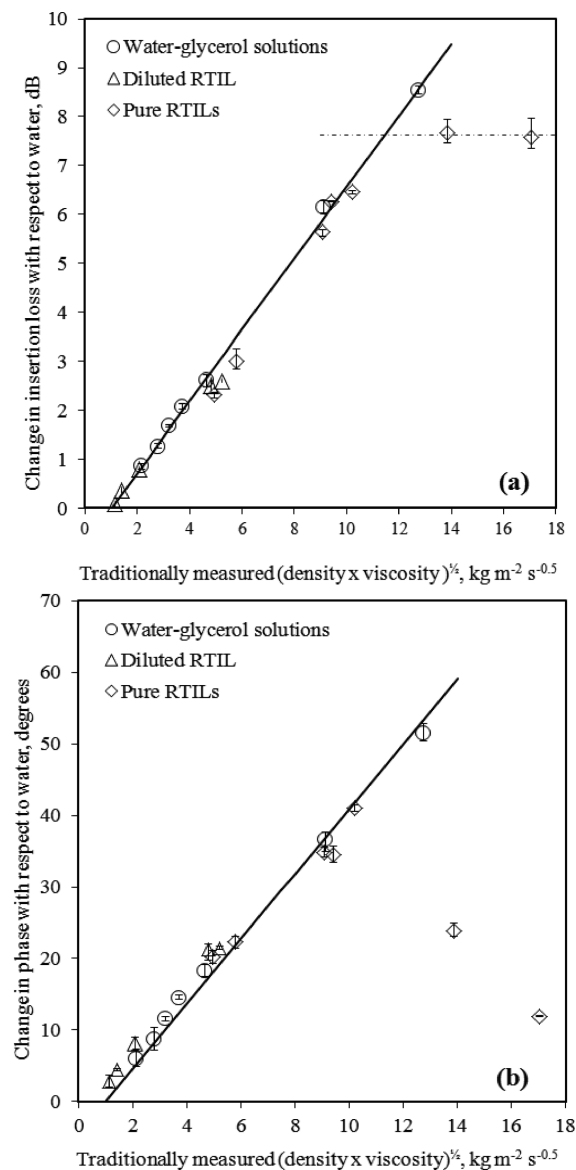 10
9
8
7
6
5
4
3
2
1
0
Change in insertion loss with respect to water, dB
Water-glycerol solutions
Diluted RTIL
Pure RTILs
(a)
0 2 4 6 8 10 12 14 16 18
Traditionally measured (density x viscosity)^½, kg m⁻² s⁻⁰·⁵
70
60
50
40
30
20
10
0
Change in phase with respect to water, degrees
Water-glycerol solutions
Diluted RTIL
Pure RTILs
(b)
0 2 4 6 8 10 12 14 16 18
Traditionally measured (density x viscosity)^½, kg m⁻² s⁻⁰·⁵